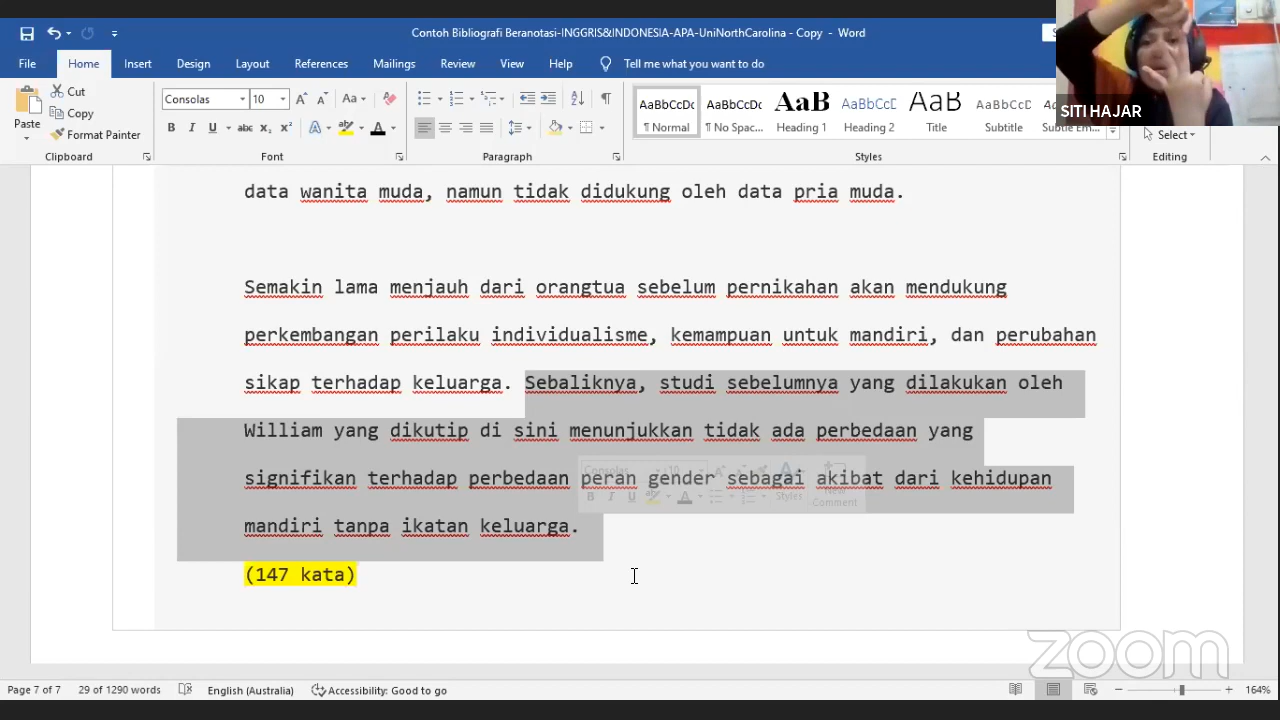 Contoh Bibliografi Beranotasi-INGGRIS&INDONESIA-APA-UniNorthCarolina - Copy - Word
File Home Insert Design Layout References Mailings Review View Help Tell me what you want to do
SITI HAJAR
Paste
Cut
Copy
Format Painter
Consolas 10
AaBbCcDc AaBbCcDc AaB AaBbCcC AaB AaBbCcD
¶ Normal ¶ No Spac... Heading 1 Heading 2 Title Subtitle Subtle Em...
Select
Clipboard Font Paragraph Styles Editing
data wanita muda, namun tidak didukung oleh data pria muda.
Semakin lama menjauh dari orangtua sebelum pernikahan akan mendukung
perkembangan perilaku individualisme, kemampuan untuk mandiri, dan perubahan
sikap terhadap keluarga. Sebaliknya, studi sebelumnya yang dilakukan oleh
William yang dikutip di sini menunjukkan tidak ada perbedaan yang
signifikan terhadap perbedaan peran gender sebagai akibat dari kehidupan
mandiri tanpa ikatan keluarga.
(147 kata)
Consolas 10
Styles New Comment
zoom
Page 7 of 7 29 of 1290 words English (Australia) Accessibility: Good to go 164%